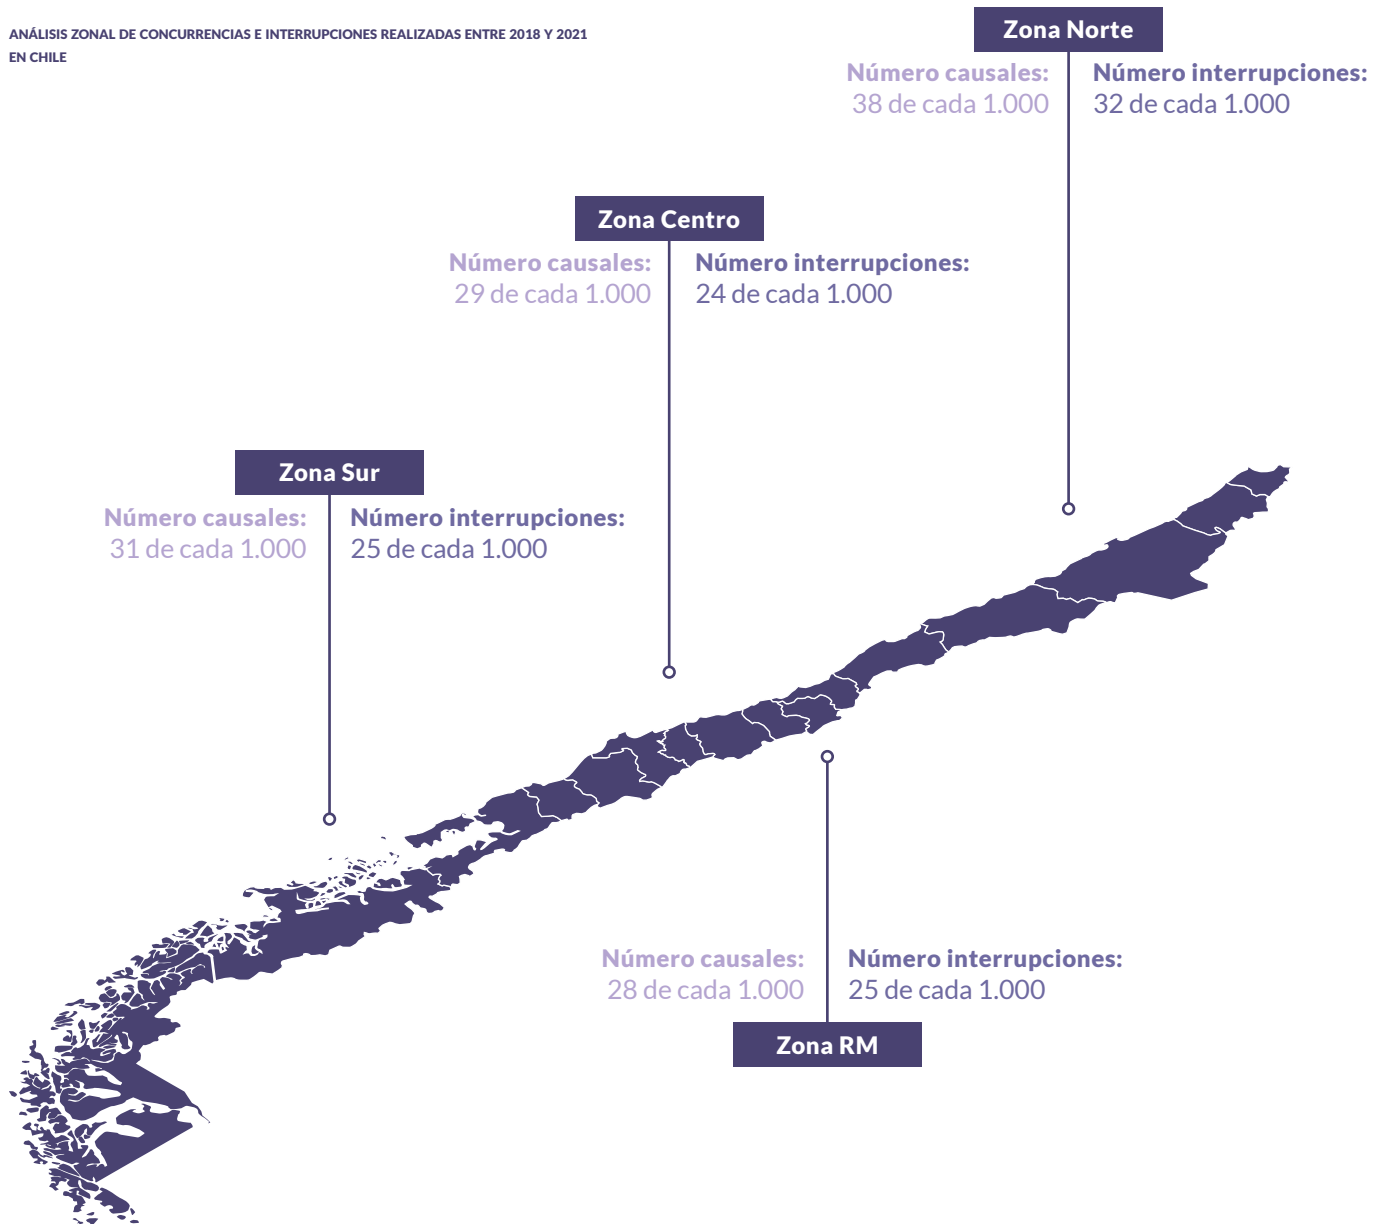 ANÁLISIS ZONAL DE CONCURRENCIAS E INTERRUPCIONES REALIZADAS ENTRE 2018 Y 2021
EN CHILE
Zona Norte
Número causales:
38 de cada 1.000
Número interrupciones:
32 de cada 1.000
Zona Centro
Número causales:
29 de cada 1.000
Número interrupciones:
24 de cada 1.000
Zona Sur
Número causales:
31 de cada 1.000
Número interrupciones:
25 de cada 1.000
Número causales:
28 de cada 1.000
Número interrupciones:
25 de cada 1.000
Zona RM